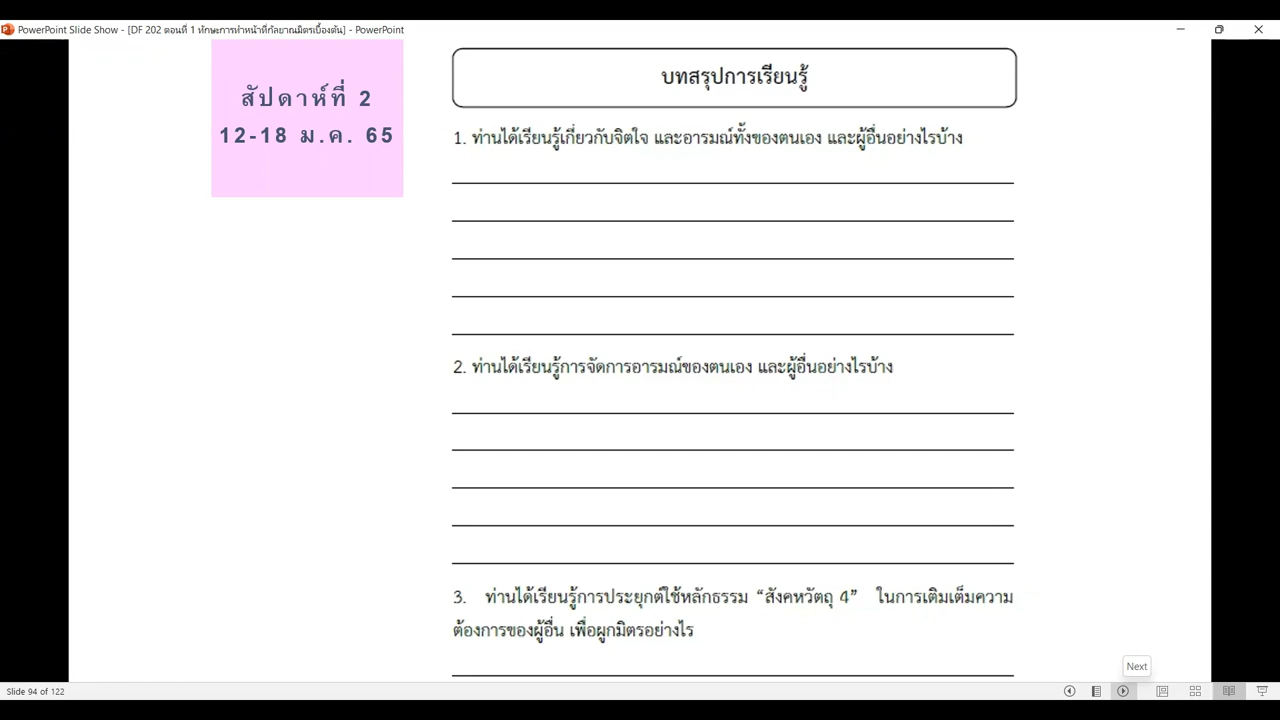 PowerPoint Slide Show - [DF 202 ตอนที่ 1 ทักษะการทำหน้าที่กัลยาณมิตรเบื้องต้น] - PowerPoint
สัปดาห์ที่ 2
12-18 ม.ค. 65
บทสรุปการเรียนรู้
1. ท่านได้เรียนรู้เกี่ยวกับจิตใจ และอารมณ์ทั้งของตนเอง และผู้อื่นอย่างไรบ้าง
2. ท่านได้เรียนรู้การจัดการอารมณ์ของตนเอง และผู้อื่นอย่างไรบ้าง
3. ท่านได้เรียนรู้การประยุกต์ใช้หลักธรรม “สังคหวัตถุ 4” ในการเติมเต็มความ
ต้องการของผู้อื่น เพื่อผูกมิตรอย่างไร
Next
Slide 94 of 122